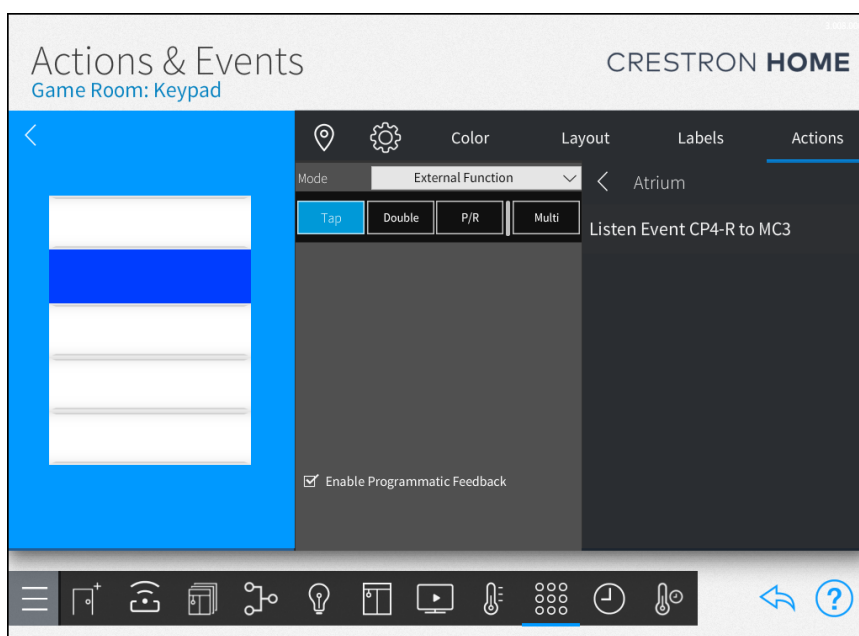 Actions & Events
Game Room: Keypad
CRESTRON HOME
Color Layout Labels Actions
Mode External Function
Atrium
Tap Double P/R Multi
Listen Event CP4-R to MC3
Enable Programmatic Feedback
?